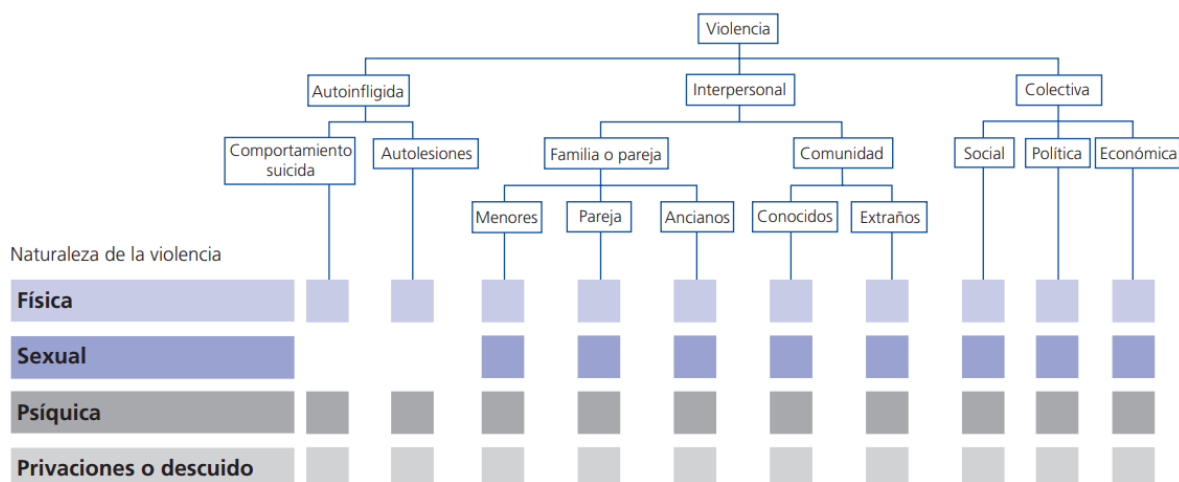 Violencia
Autoinfligida
Interpersonal
Colectiva
Comportamiento
suicida
Autolesiones
Familia o pareja
Comunidad
Social
Política
Económica
Menores
Pareja
Ancianos
Conocidos
Extraños
Naturaleza de la violencia
Física
Sexual
Psíquica
Privaciones o descuido